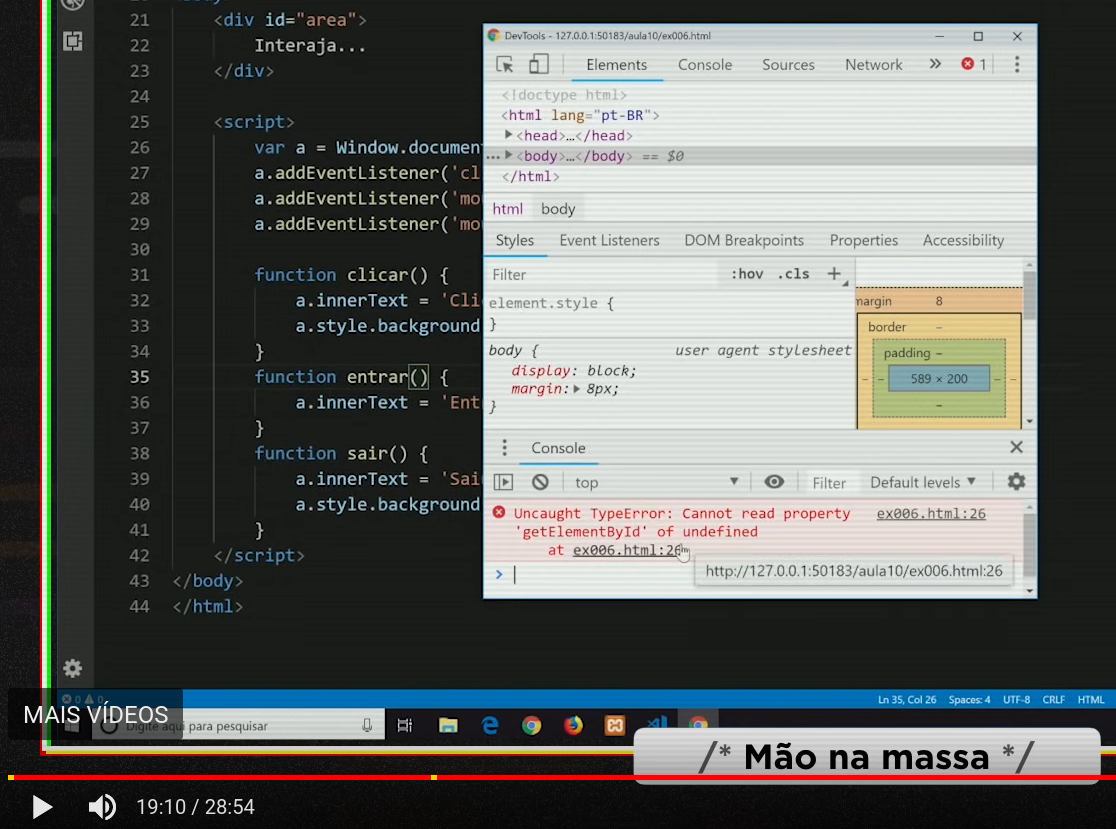 21 <div id="area">
22 Interaja...
23 </div>
24
25 <script>
26 var a = Window.documen
27 a.addEventListener('cl
28 a.addEventListener('mo
29 a.addEventListener('mo
30
31 function clicar() {
32 a.innerText = 'Cli
33 a.style.background
34 }
35 function entrar() {
36 a.innerText = 'Ent
37 }
38 function sair() {
39 a.innerText = 'Sai
40 a.style.background
41 }
42 </script>
43 </body>
44 </html>
DevTools - 127.0.0.1:50183/aula10/ex006.html
Elements Console Sources Network » 1
<!doctype html>
<html lang="pt-BR">
<head>…</head>
<body>…</body> == $0
</html>
html body
Styles Event Listeners DOM Breakpoints Properties Accessibility
Filter :hov .cls +
element.style {
}
body { user agent stylesheet
display: block;
margin: 8px;
}
margin 8
border –
padding –
– – 589 × 200 – –
–
Console
top Filter Default levels
Uncaught TypeError: Cannot read property ex006.html:26
'getElementById' of undefined
at ex006.html:26
http://127.0.0.1:50183/aula10/ex006.html:26
>
0 0 Ln 35, Col 26 Spaces: 4 UTF-8 CRLF HTML
MAIS VÍDEOS
Digite aqui para pesquisar
/* Mão na massa */
19:10 / 28:54